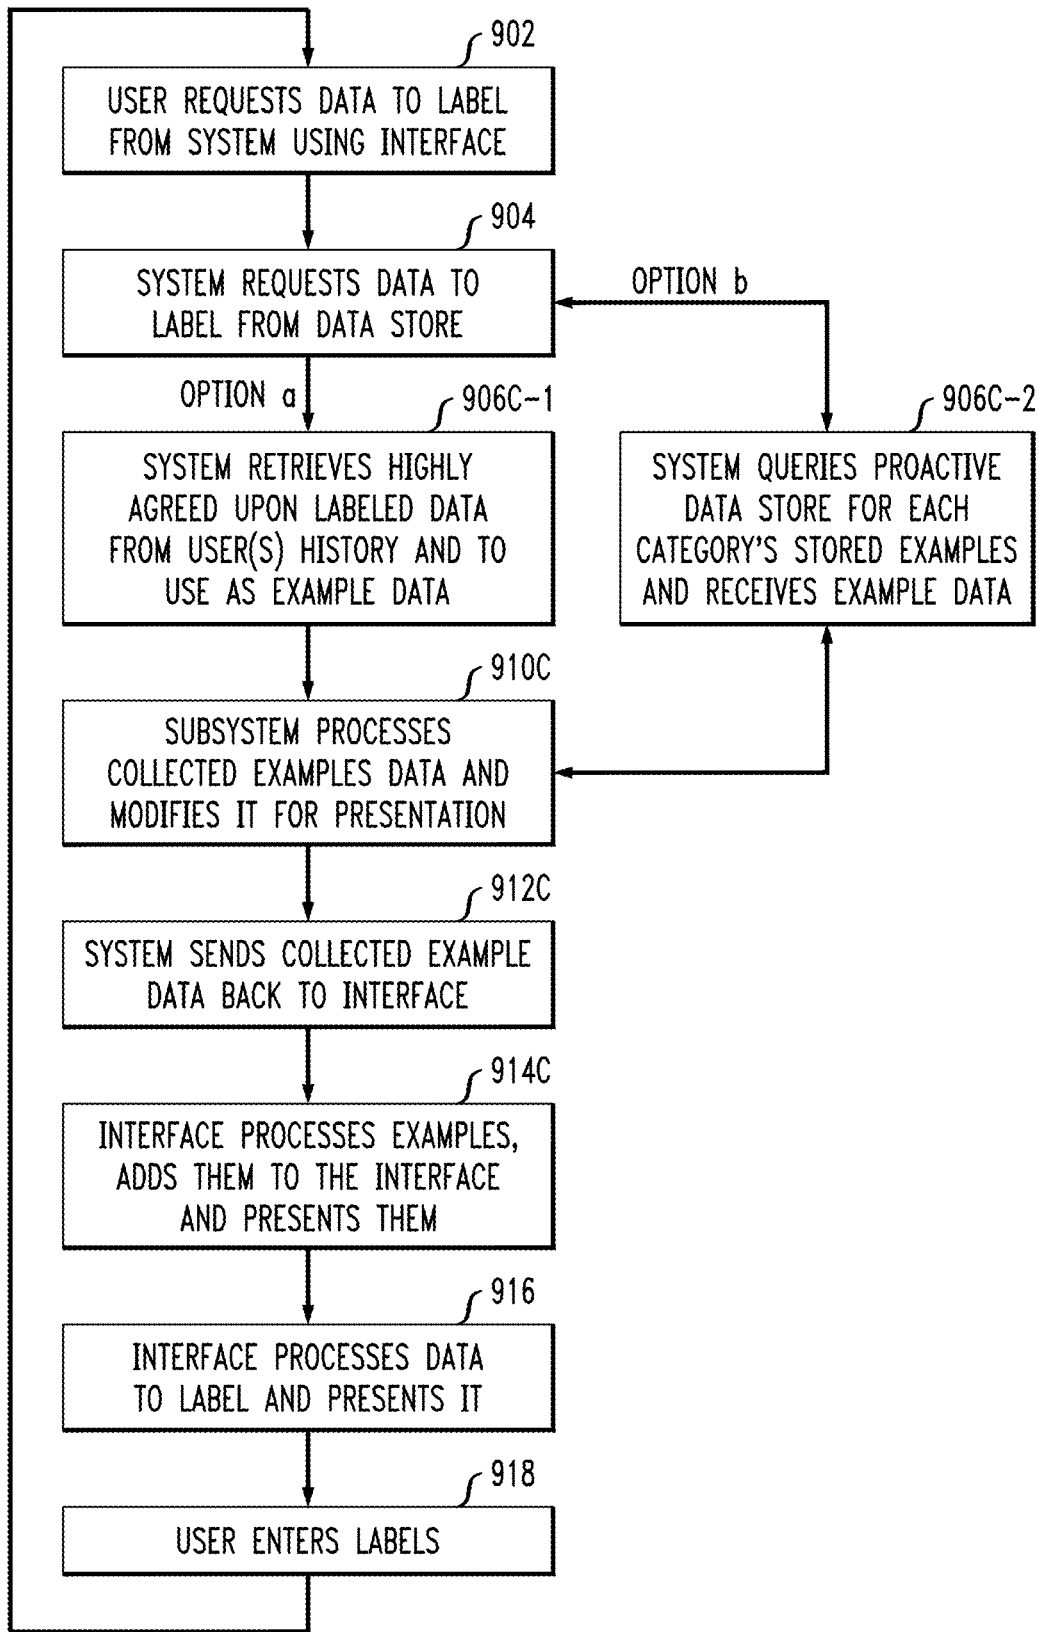 902
USER REQUESTS DATA TO LABEL
FROM SYSTEM USING INTERFACE
904
SYSTEM REQUESTS DATA TO
LABEL FROM DATA STORE
OPTION b
OPTION a
906C-1
SYSTEM RETRIEVES HIGHLY
AGREED UPON LABELED DATA
FROM USER(S) HISTORY AND TO
USE AS EXAMPLE DATA
906C-2
SYSTEM QUERIES PROACTIVE
DATA STORE FOR EACH
CATEGORY'S STORED EXAMPLES
AND RECEIVES EXAMPLE DATA
910C
SUBSYSTEM PROCESSES
COLLECTED EXAMPLES DATA AND
MODIFIES IT FOR PRESENTATION
912C
SYSTEM SENDS COLLECTED EXAMPLE
DATA BACK TO INTERFACE
914C
INTERFACE PROCESSES EXAMPLES,
ADDS THEM TO THE INTERFACE
AND PRESENTS THEM
916
INTERFACE PROCESSES DATA
TO LABEL AND PRESENTS IT
918
USER ENTERS LABELS